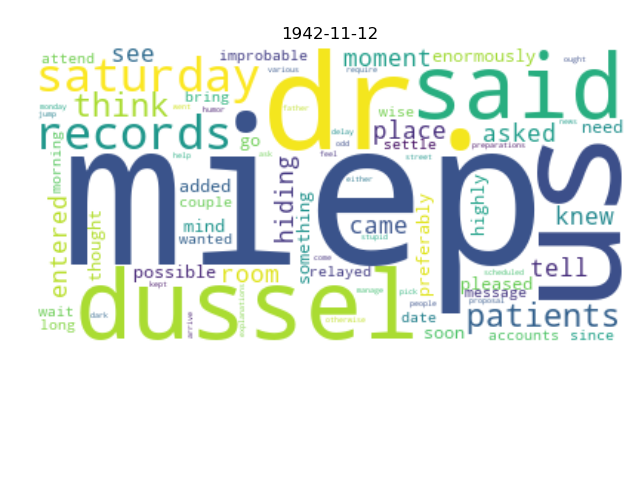 1942-11-12
attend
see
improbable
moment
enormously
ought
saturday
various
require
dr.
said
monday
jump
think
bring
humor
went
father
wise
news
records
go
delay
odd
place
settle
asked
need
preparations
morning
help
ask
feel
street
miep
sn
entered
thought
added
couple
hiding
either
highly
mind
wanted
something
came
stupid
preferably
knew
possible
room
relayed
come
scheduled
tell
kept
dussel
manage
pick
people
pleased
message
proposal
wait
long
dark
arrive
explanations
otherwise
date
soon
patients
accounts
since